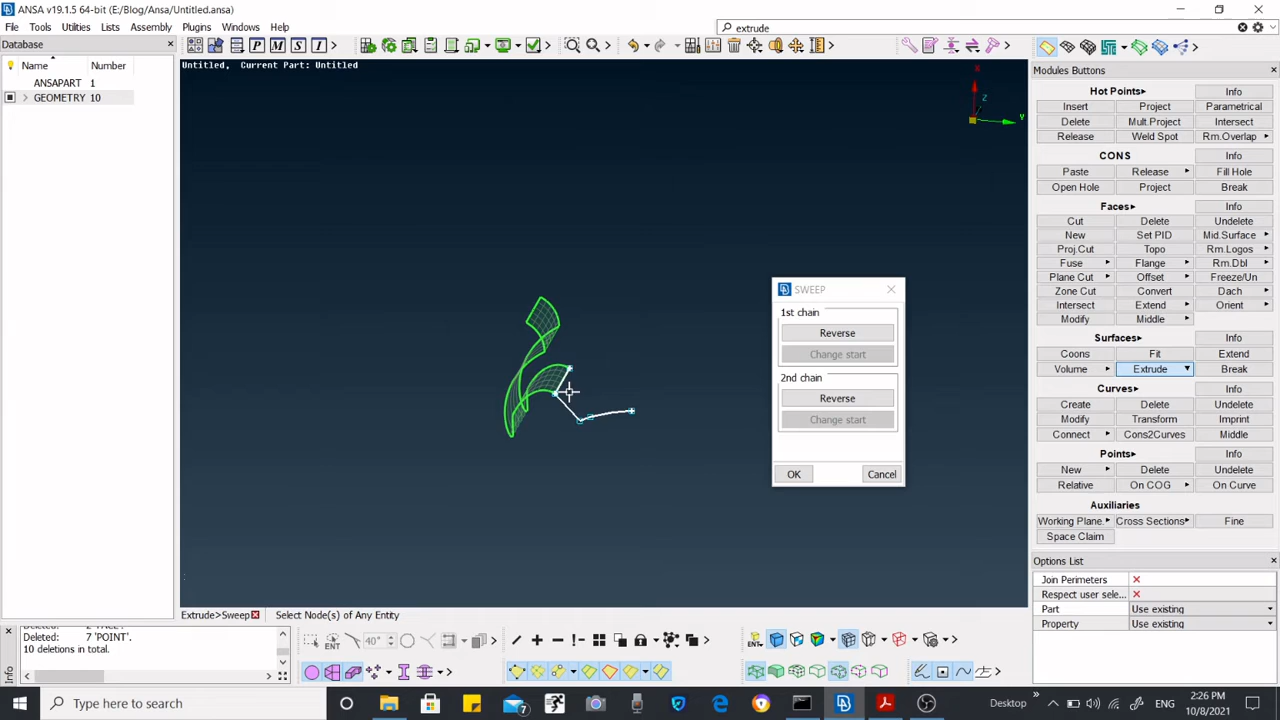 ANSA v19.1.5 64-bit (E:/Blog/Ansa/Untitled.ansa)
File Tools Utilities Lists Assembly Plugins Windows Help
extrude
Database
P M S I
Modules Buttons
Name Number
ANSAPART 1
GEOMETRY 10
Untitled, Current Part: Untitled
X
Z
Y
Hot Points▸ Info
Insert Project Parametrical
Delete Mult.Project Intersect
Release Weld Spot Rm.Overlap
CONS Info
Paste Release Fill Hole
Open Hole Project Break
Faces▸ Info
Cut Delete Undelete
New Set PID Mid.Surface
Proj.Cut Topo Rm.Logos
Fuse Flange Rm.Dbl
Plane Cut Offset Freeze/Un
Zone Cut Convert Dach
Intersect Extend Orient
Modify Middle
Surfaces▸ Info
Coons Fit Extend
Volume Extrude Break
Curves▸ Info
Create Delete Undelete
Modify Transform Imprint
Connect Cons2Curves Middle
Points▸ Info
New Delete Undelete
Relative On COG On Curve
Auxiliaries
Working Plane. Cross Sections Fine
Space Claim
SWEEP
1st chain
Reverse
Change start
2nd chain
Reverse
Change start
OK Cancel
Options List
Join Perimeters
Respect user sele...
Part Use existing
Property Use existing
Extrude>Sweep Select Node(s) of Any Entity
Deleted: 2 'FACE'.
Deleted: 7 'POINT'.
10 deletions in total.
Info
40°
ENT
ENT
Type here to search
7
Desktop
ENG
2:26 PM
10/8/2021